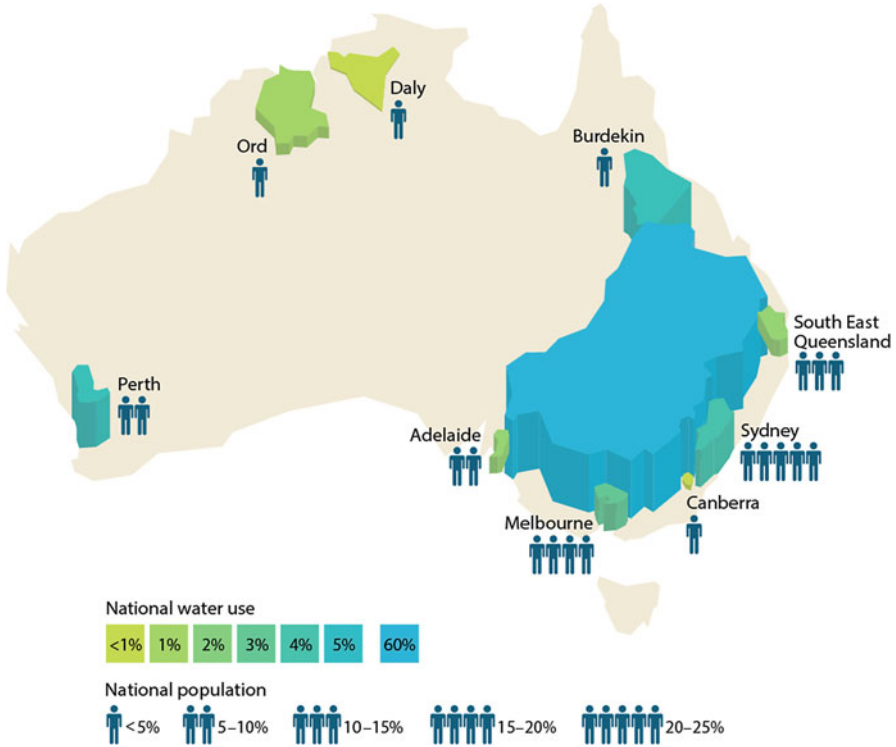 Daly
Ord
Burdekin
South East
Queensland
Perth
Adelaide
Sydney
Canberra
Melbourne
National water use
<1% 1% 2% 3% 4% 5% 60%
National population
<5% 5–10% 10–15% 15–20% 20–25%